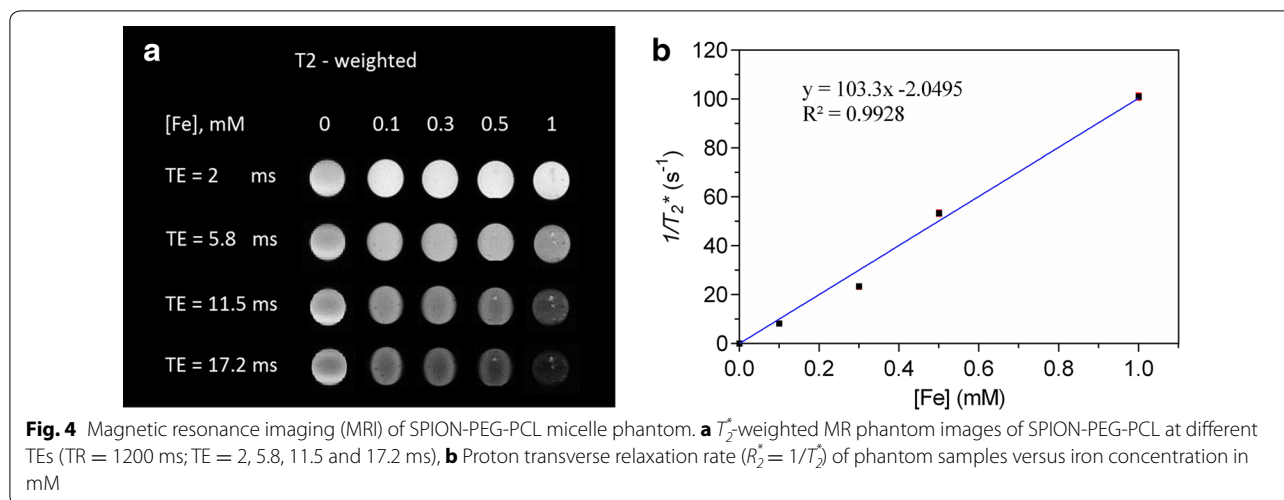 a
T2 - weighted
[Fe], mM 0 0.1 0.3 0.5 1
TE = 2 ms
TE = 5.8 ms
TE = 11.5 ms
TE = 17.2 ms
b
y = 103.3x -2.0495
R² = 0.9928
1/T₂* (s⁻¹)
120
100
80
60
40
20
0
0.0 0.2 0.4 0.6 0.8 1.0
[Fe] (mM)
Fig. 4 Magnetic resonance imaging (MRI) of SPION-PEG-PCL micelle phantom. a T₂*-weighted MR phantom images of SPION-PEG-PCL at different
TEs (TR = 1200 ms; TE = 2, 5.8, 11.5 and 17.2 ms), b Proton transverse relaxation rate (R₂* = 1/T₂*) of phantom samples versus iron concentration in
mM